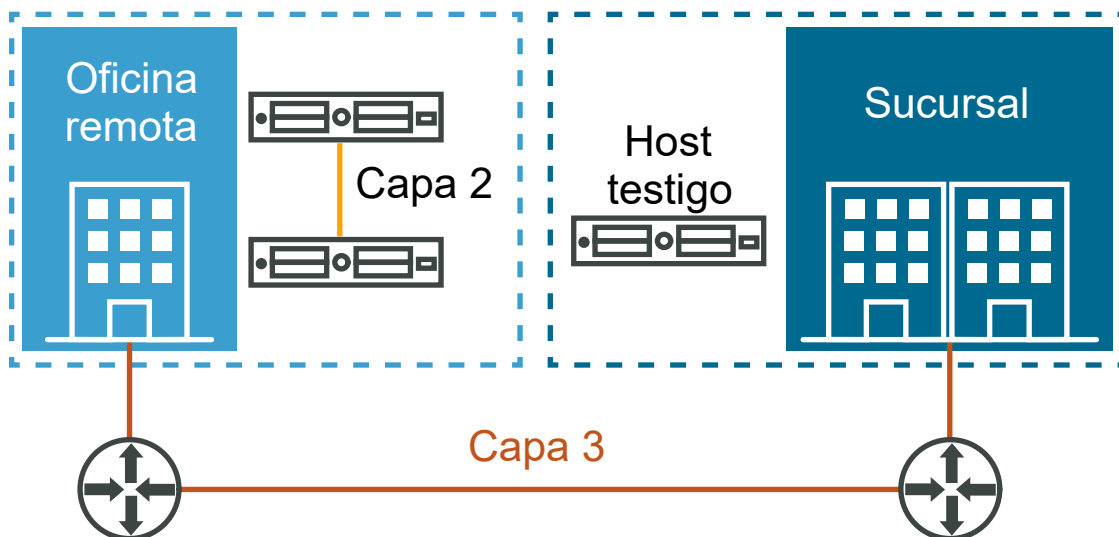 Oficina
remota
Capa 2
Host
testigo
Sucursal
Capa 3